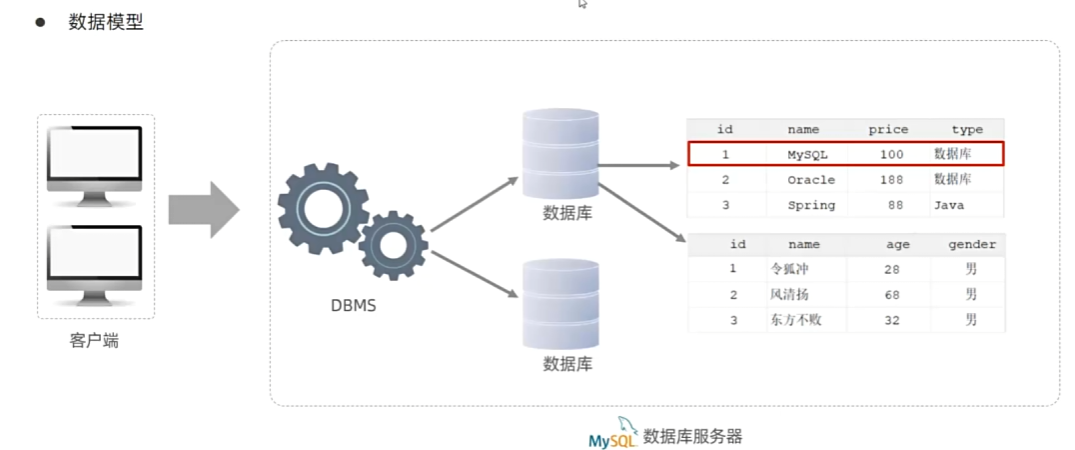 ● 数据模型
id name price type
1 MySQL 100 数据库
2 Oracle 188 数据库
3 Spring 88 Java
数据库
id name age gender
1 令狐冲 28 男
2 风清扬 68 男
3 东方不败 32 男
DBMS
客户端
数据库
MySQL 数据库服务器